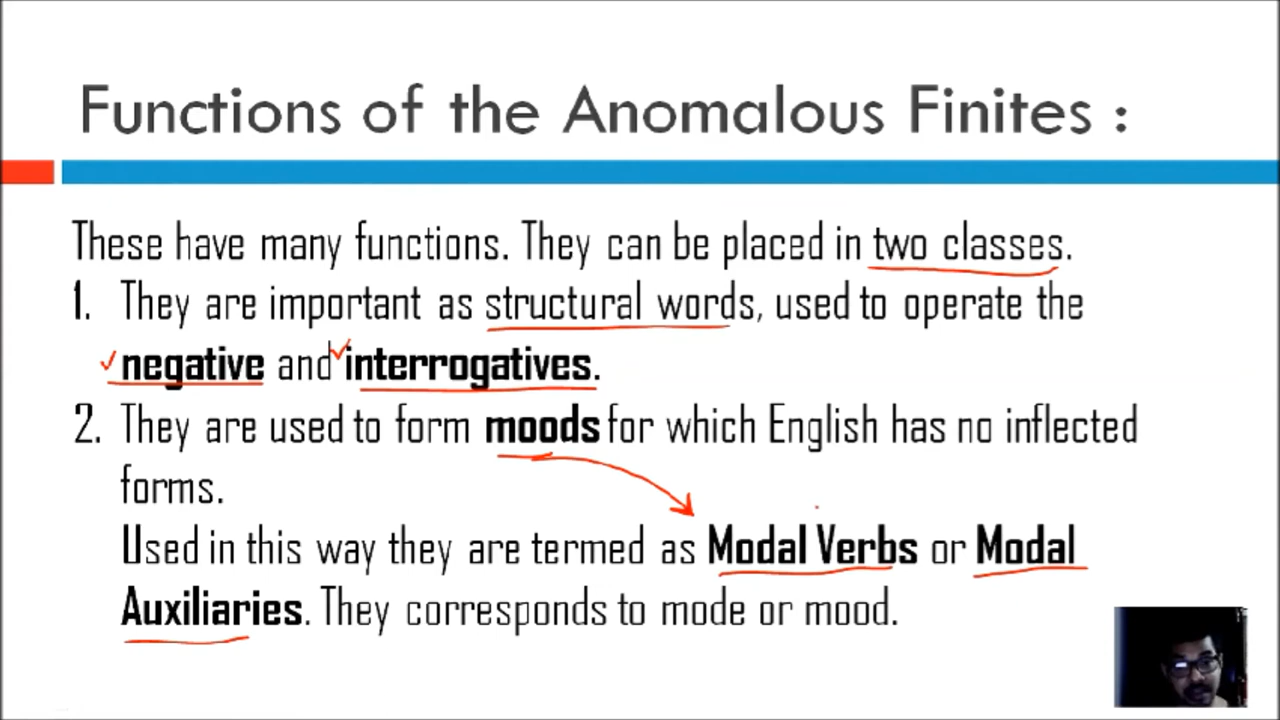 Functions of the Anomalous Finites :
These have many functions. They can be placed in two classes.
1. They are important as structural words, used to operate the
negative and interrogatives.
2. They are used to form moods for which English has no inflected
forms.
Used in this way they are termed as Modal Verbs or Modal
Auxiliaries. They corresponds to mode or mood.